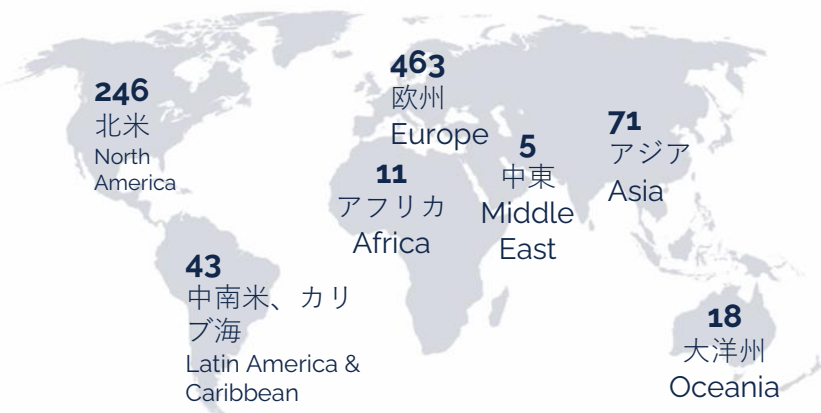 246
北米
North
America
463
欧州
Europe
11
アフリカ
Africa
5
中東
Middle
East
71
アジア
Asia
43
中南米、カリ
ブ海
Latin America &
Caribbean
18
大洋州
Oceania